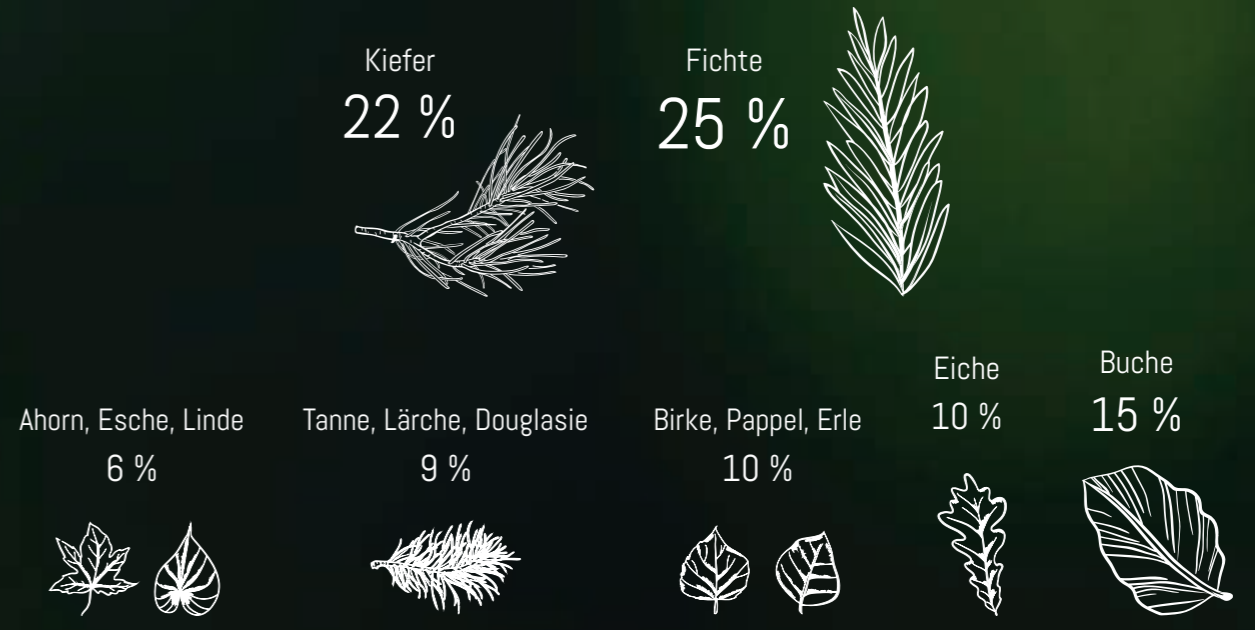 Kiefer
22 %
Fichte
25 %
Ahorn, Esche, Linde
6 %
Tanne, Lärche, Douglasie
9 %
Birke, Pappel, Erle
10 %
Eiche
10 %
Buche
15 %